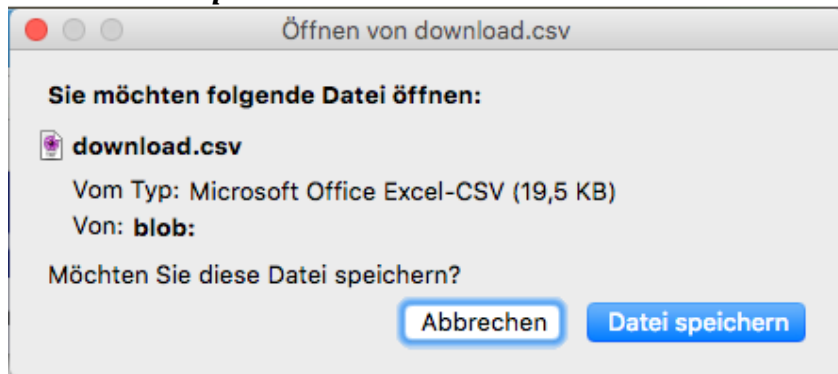 Öffnen von download.csv
Sie möchten folgende Datei öffnen:
download.csv
Vom Typ: Microsoft Office Excel-CSV (19,5 KB)
Von: blob:
Möchten Sie diese Datei speichern?
Abbrechen Datei speichern